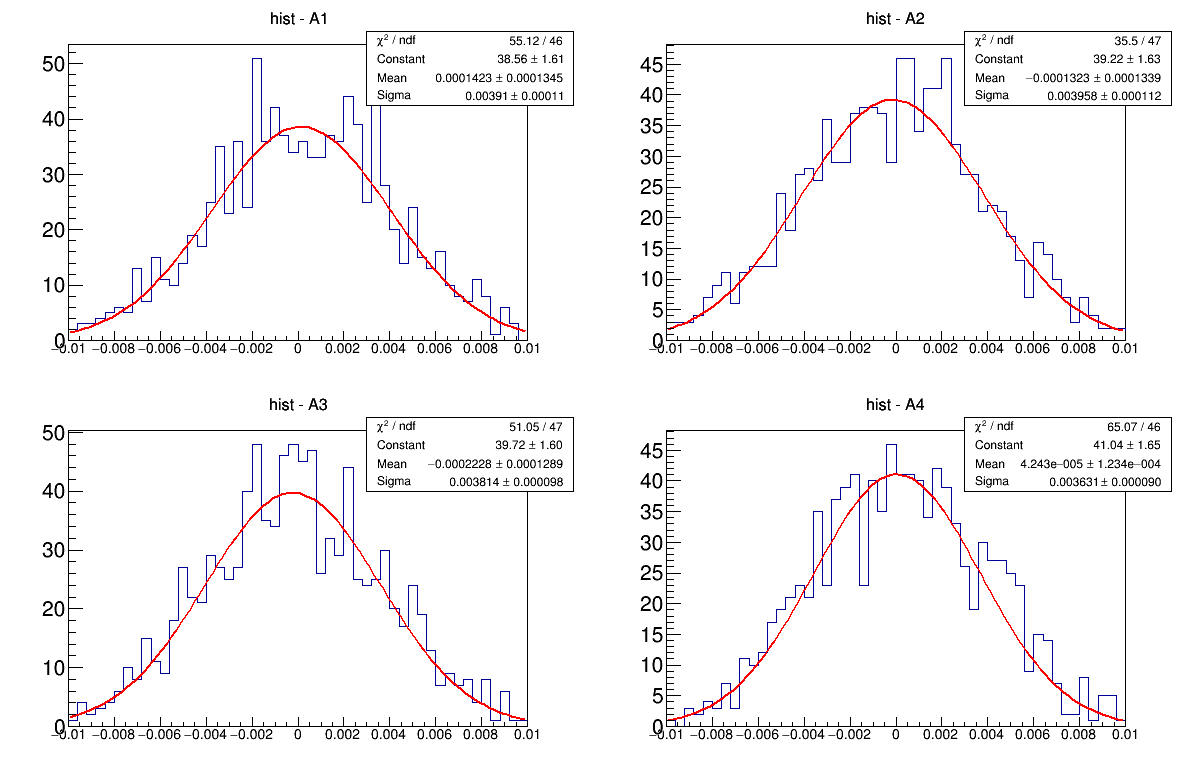 hist - A1
χ² / ndf 55.12 / 46
Constant 38.56 ± 1.61
Mean 0.0001423 ± 0.0001345
Sigma 0.00391 ± 0.00011
50
40
30
20
10
0
−0.01 −0.008 −0.006 −0.004 −0.002 0 0.002 0.004 0.006 0.008 0.01
hist - A2
χ² / ndf 35.5 / 47
Constant 39.22 ± 1.63
Mean −0.0001323 ± 0.0001339
Sigma 0.003958 ± 0.000112
45
40
35
30
25
20
15
10
5
0
−0.01 −0.008 −0.006 −0.004 −0.002 0 0.002 0.004 0.006 0.008 0.01
hist - A3
χ² / ndf 51.05 / 47
Constant 39.72 ± 1.60
Mean −0.0002228 ± 0.0001289
Sigma 0.003814 ± 0.000098
50
40
30
20
10
0
−0.01 −0.008 −0.006 −0.004 −0.002 0 0.002 0.004 0.006 0.008 0.01
hist - A4
χ² / ndf 65.07 / 46
Constant 41.04 ± 1.65
Mean 4.243e−005 ± 1.234e−004
Sigma 0.003631 ± 0.000090
45
40
35
30
25
20
15
10
5
0
−0.01 −0.008 −0.006 −0.004 −0.002 0 0.002 0.004 0.006 0.008 0.01